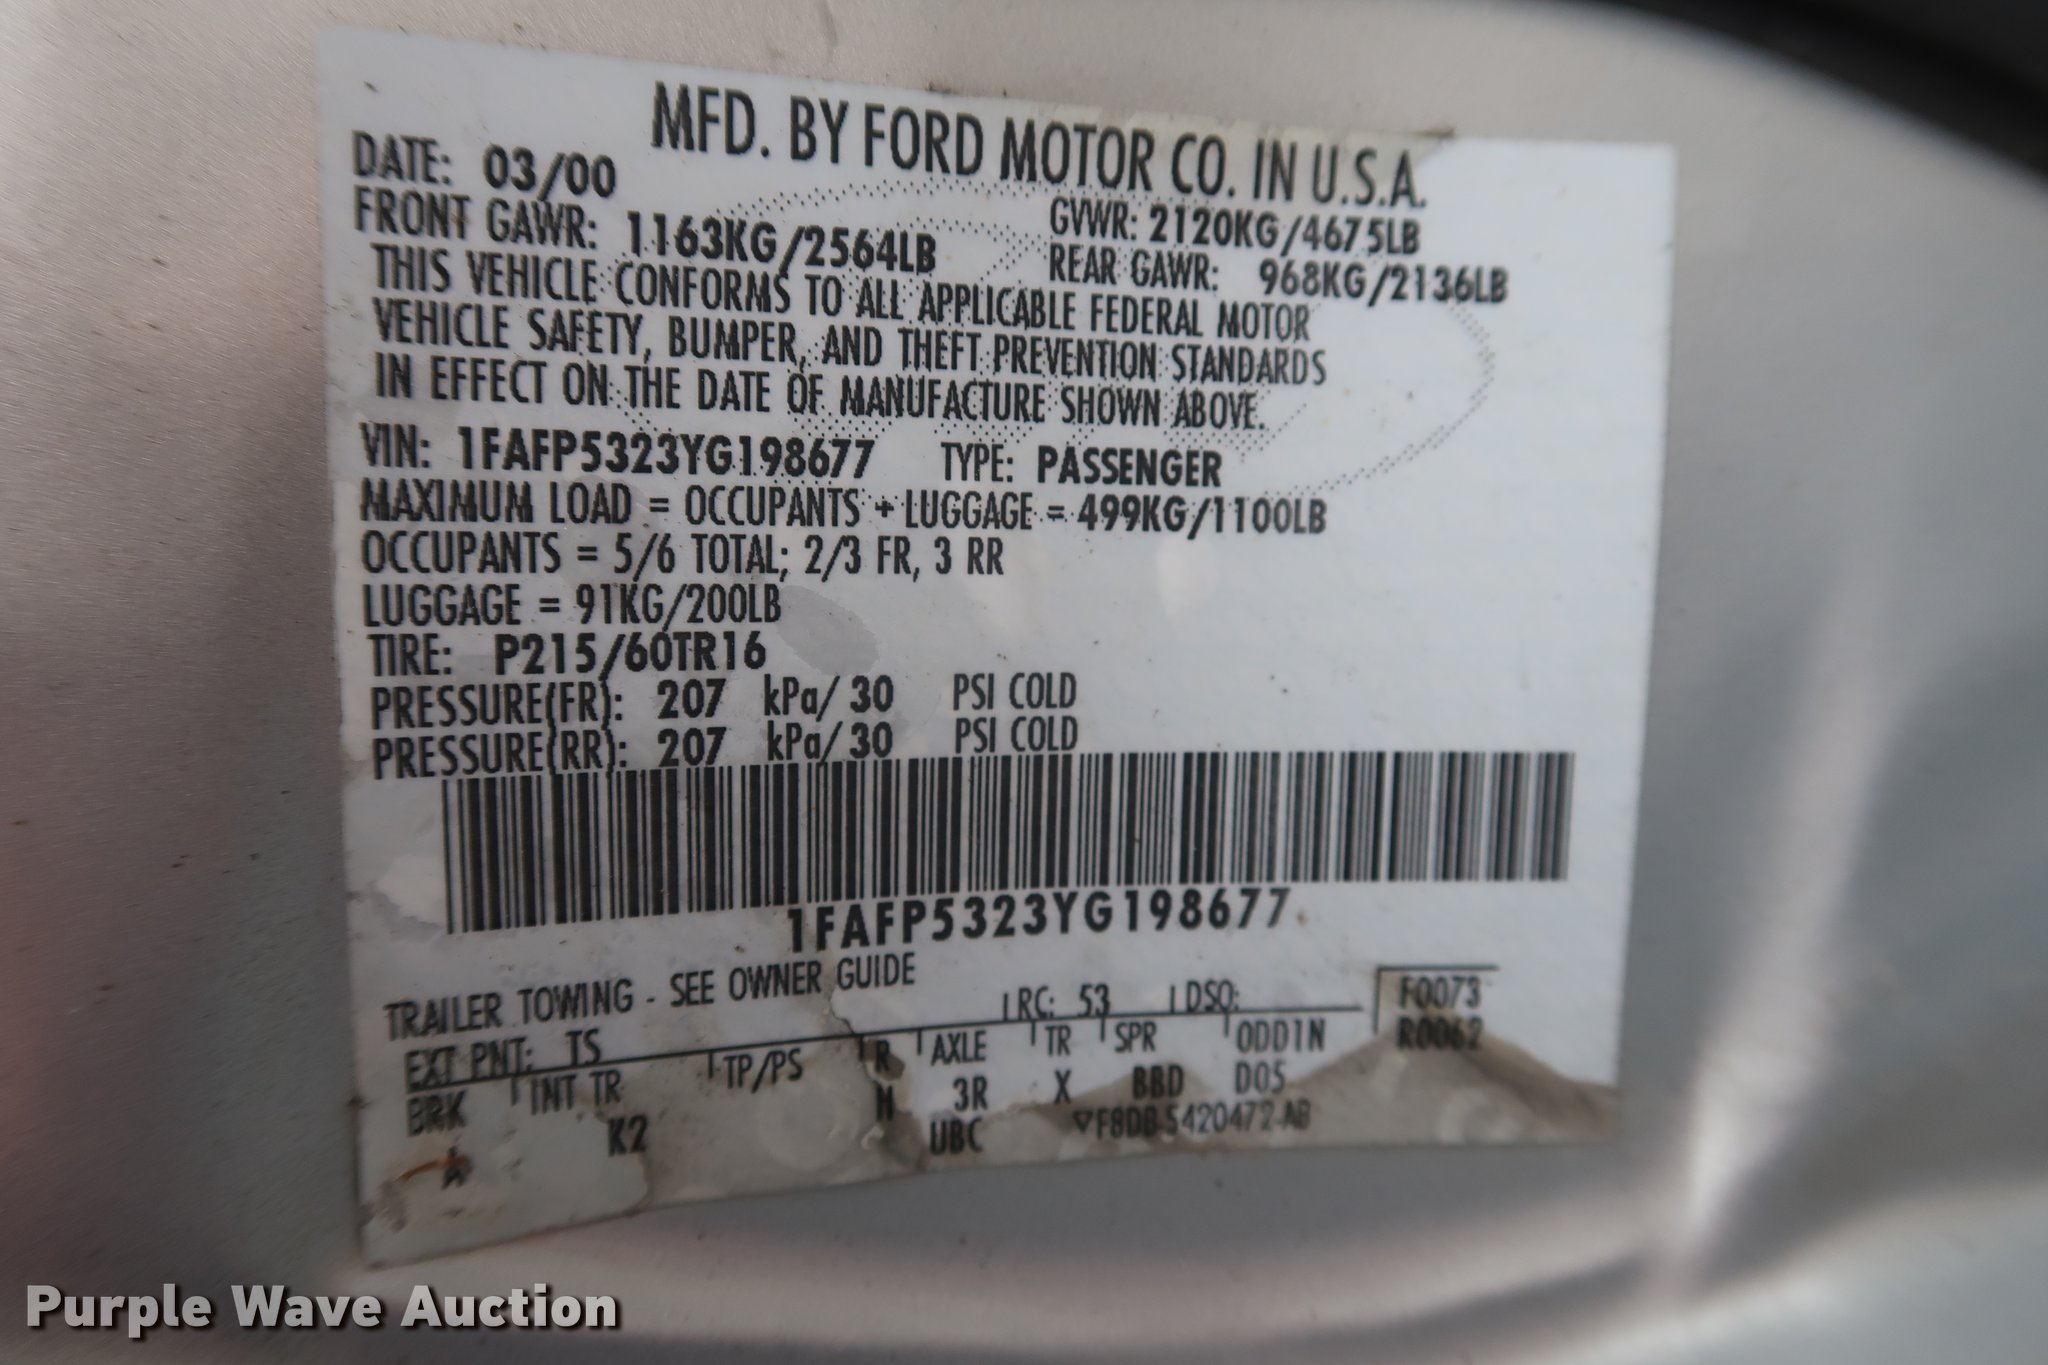 MFD. BY FORD MOTOR CO. IN U.S.A.
DATE: 03/00 GVWR: 2120KG/4675LB
FRONT GAWR: 1163KG/2564LB REAR GAWR: 968KG/2136LB
THIS VEHICLE CONFORMS TO ALL APPLICABLE FEDERAL MOTOR
VEHICLE SAFETY, BUMPER, AND THEFT PREVENTION STANDARDS
IN EFFECT ON THE DATE OF MANUFACTURE SHOWN ABOVE.
VIN: 1FAFP5323YG198677 TYPE: PASSENGER
MAXIMUM LOAD = OCCUPANTS + LUGGAGE = 499KG/1100LB
OCCUPANTS = 5/6 TOTAL; 2/3 FR, 3 RR
LUGGAGE = 91KG/200LB
TIRE: P215/60TR16
PRESSURE(FR): 207 kPa/ 30 PSI COLD
PRESSURE(RR): 207 kPa/ 30 PSI COLD
1FAFP5323YG198677
TRAILER TOWING - SEE OWNER GUIDE
EXT PNT: TS RC: 53 DSO: F0073
BRK INT TR TP/PS R AXLE TR SPR ODD1N R0062
A K2 M 3R X BBD D05
UBC ▽F8DB-5420472-AB
Purple Wave Auction